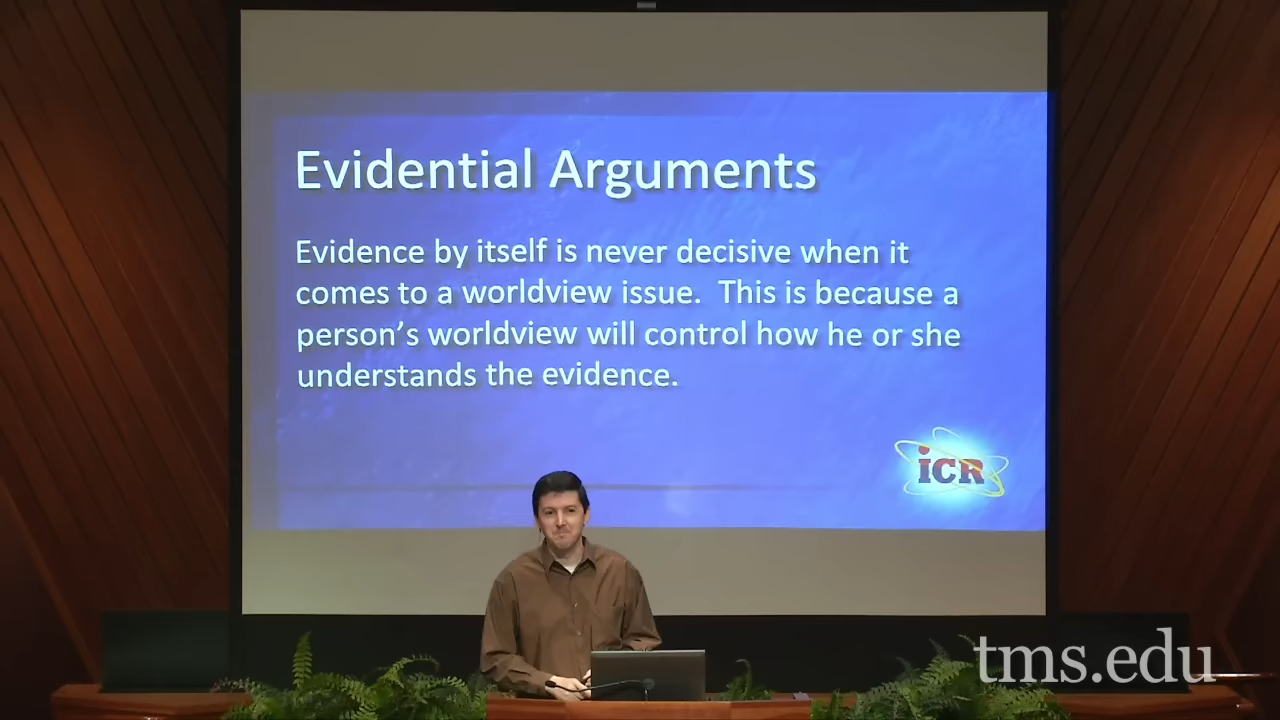 Evidential Arguments
Evidence by itself is never decisive when it
comes to a worldview issue.  This is because a
person's worldview will control how he or she
understands the evidence.
iCR
tms.edu